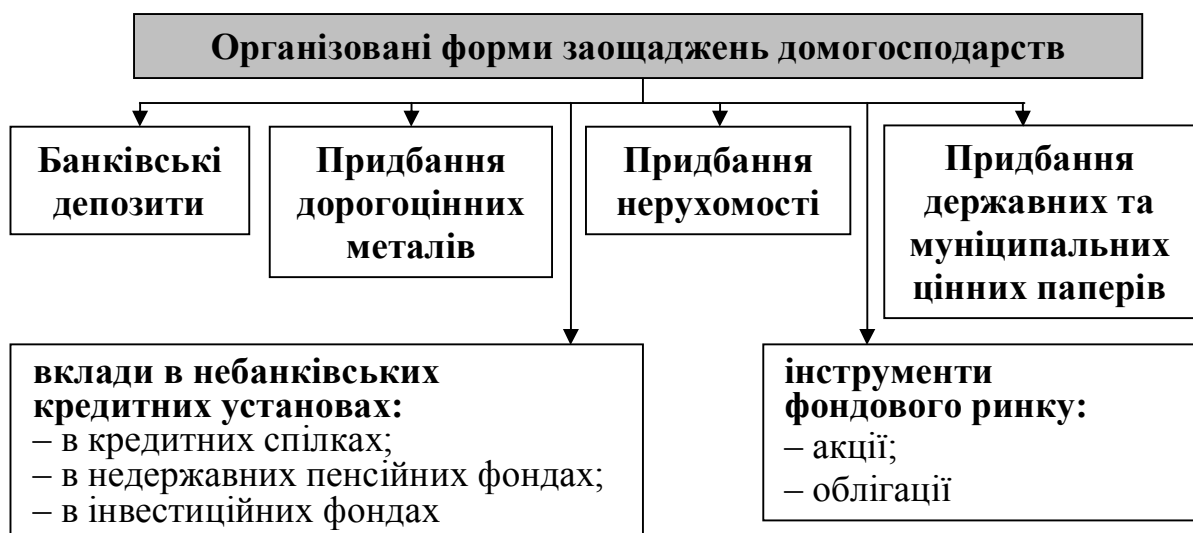 Організовані форми заощаджень домогосподарств
Банківські
депозити
Придбання
дорогоцінних
металів
Придбання
нерухомості
Придбання
державних та
муніципальних
цінних паперів
вклади в небанківських
кредитних установах:
– в кредитних спілках;
– в недержавних пенсійних фондах;
– в інвестиційних фондах
інструменти
фондового ринку:
– акції;
– облігації